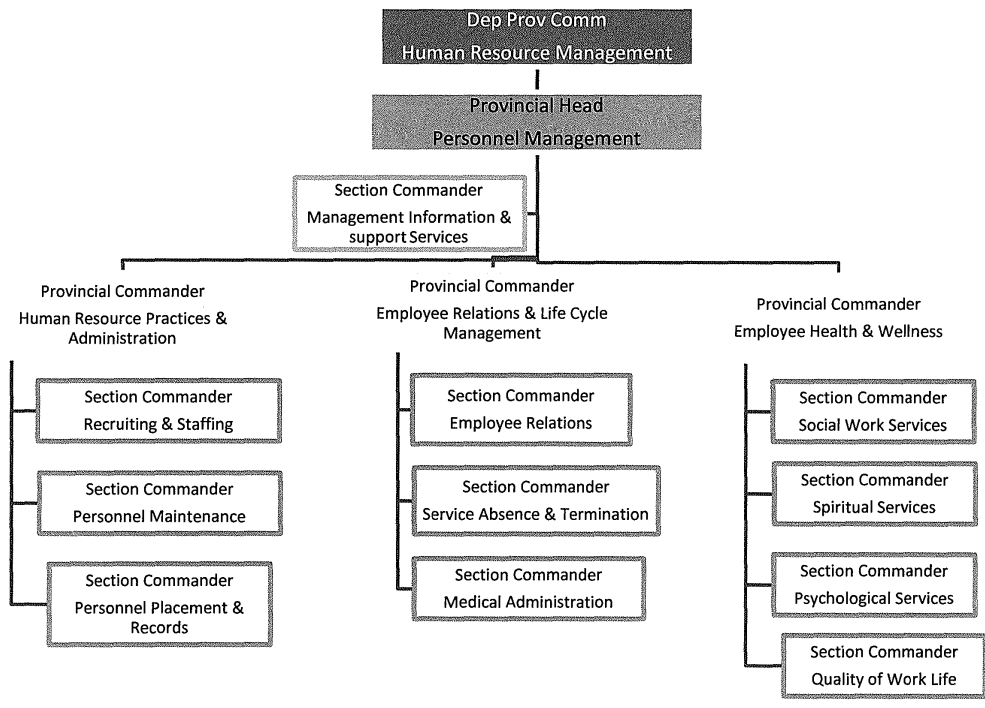 Dep Prov Comm
Human Resource Management
Provincial Head
Personnel Management
Section Commander
Management Information &
support Services
Provincial Commander
Human Resource Practices &
Administration
Section Commander
Recruiting & Staffing
Section Commander
Personnel Maintenance
Section Commander
Personnel Placement &
Records
Provincial Commander
Employee Relations & Life Cycle
Management
Section Commander
Employee Relations
Section Commander
Service Absence & Termination
Section Commander
Medical Administration
Provincial Commander
Employee Health & Wellness
Section Commander
Social Work Services
Section Commander
Spiritual Services
Section Commander
Psychological Services
Section Commander
Quality of Work Life